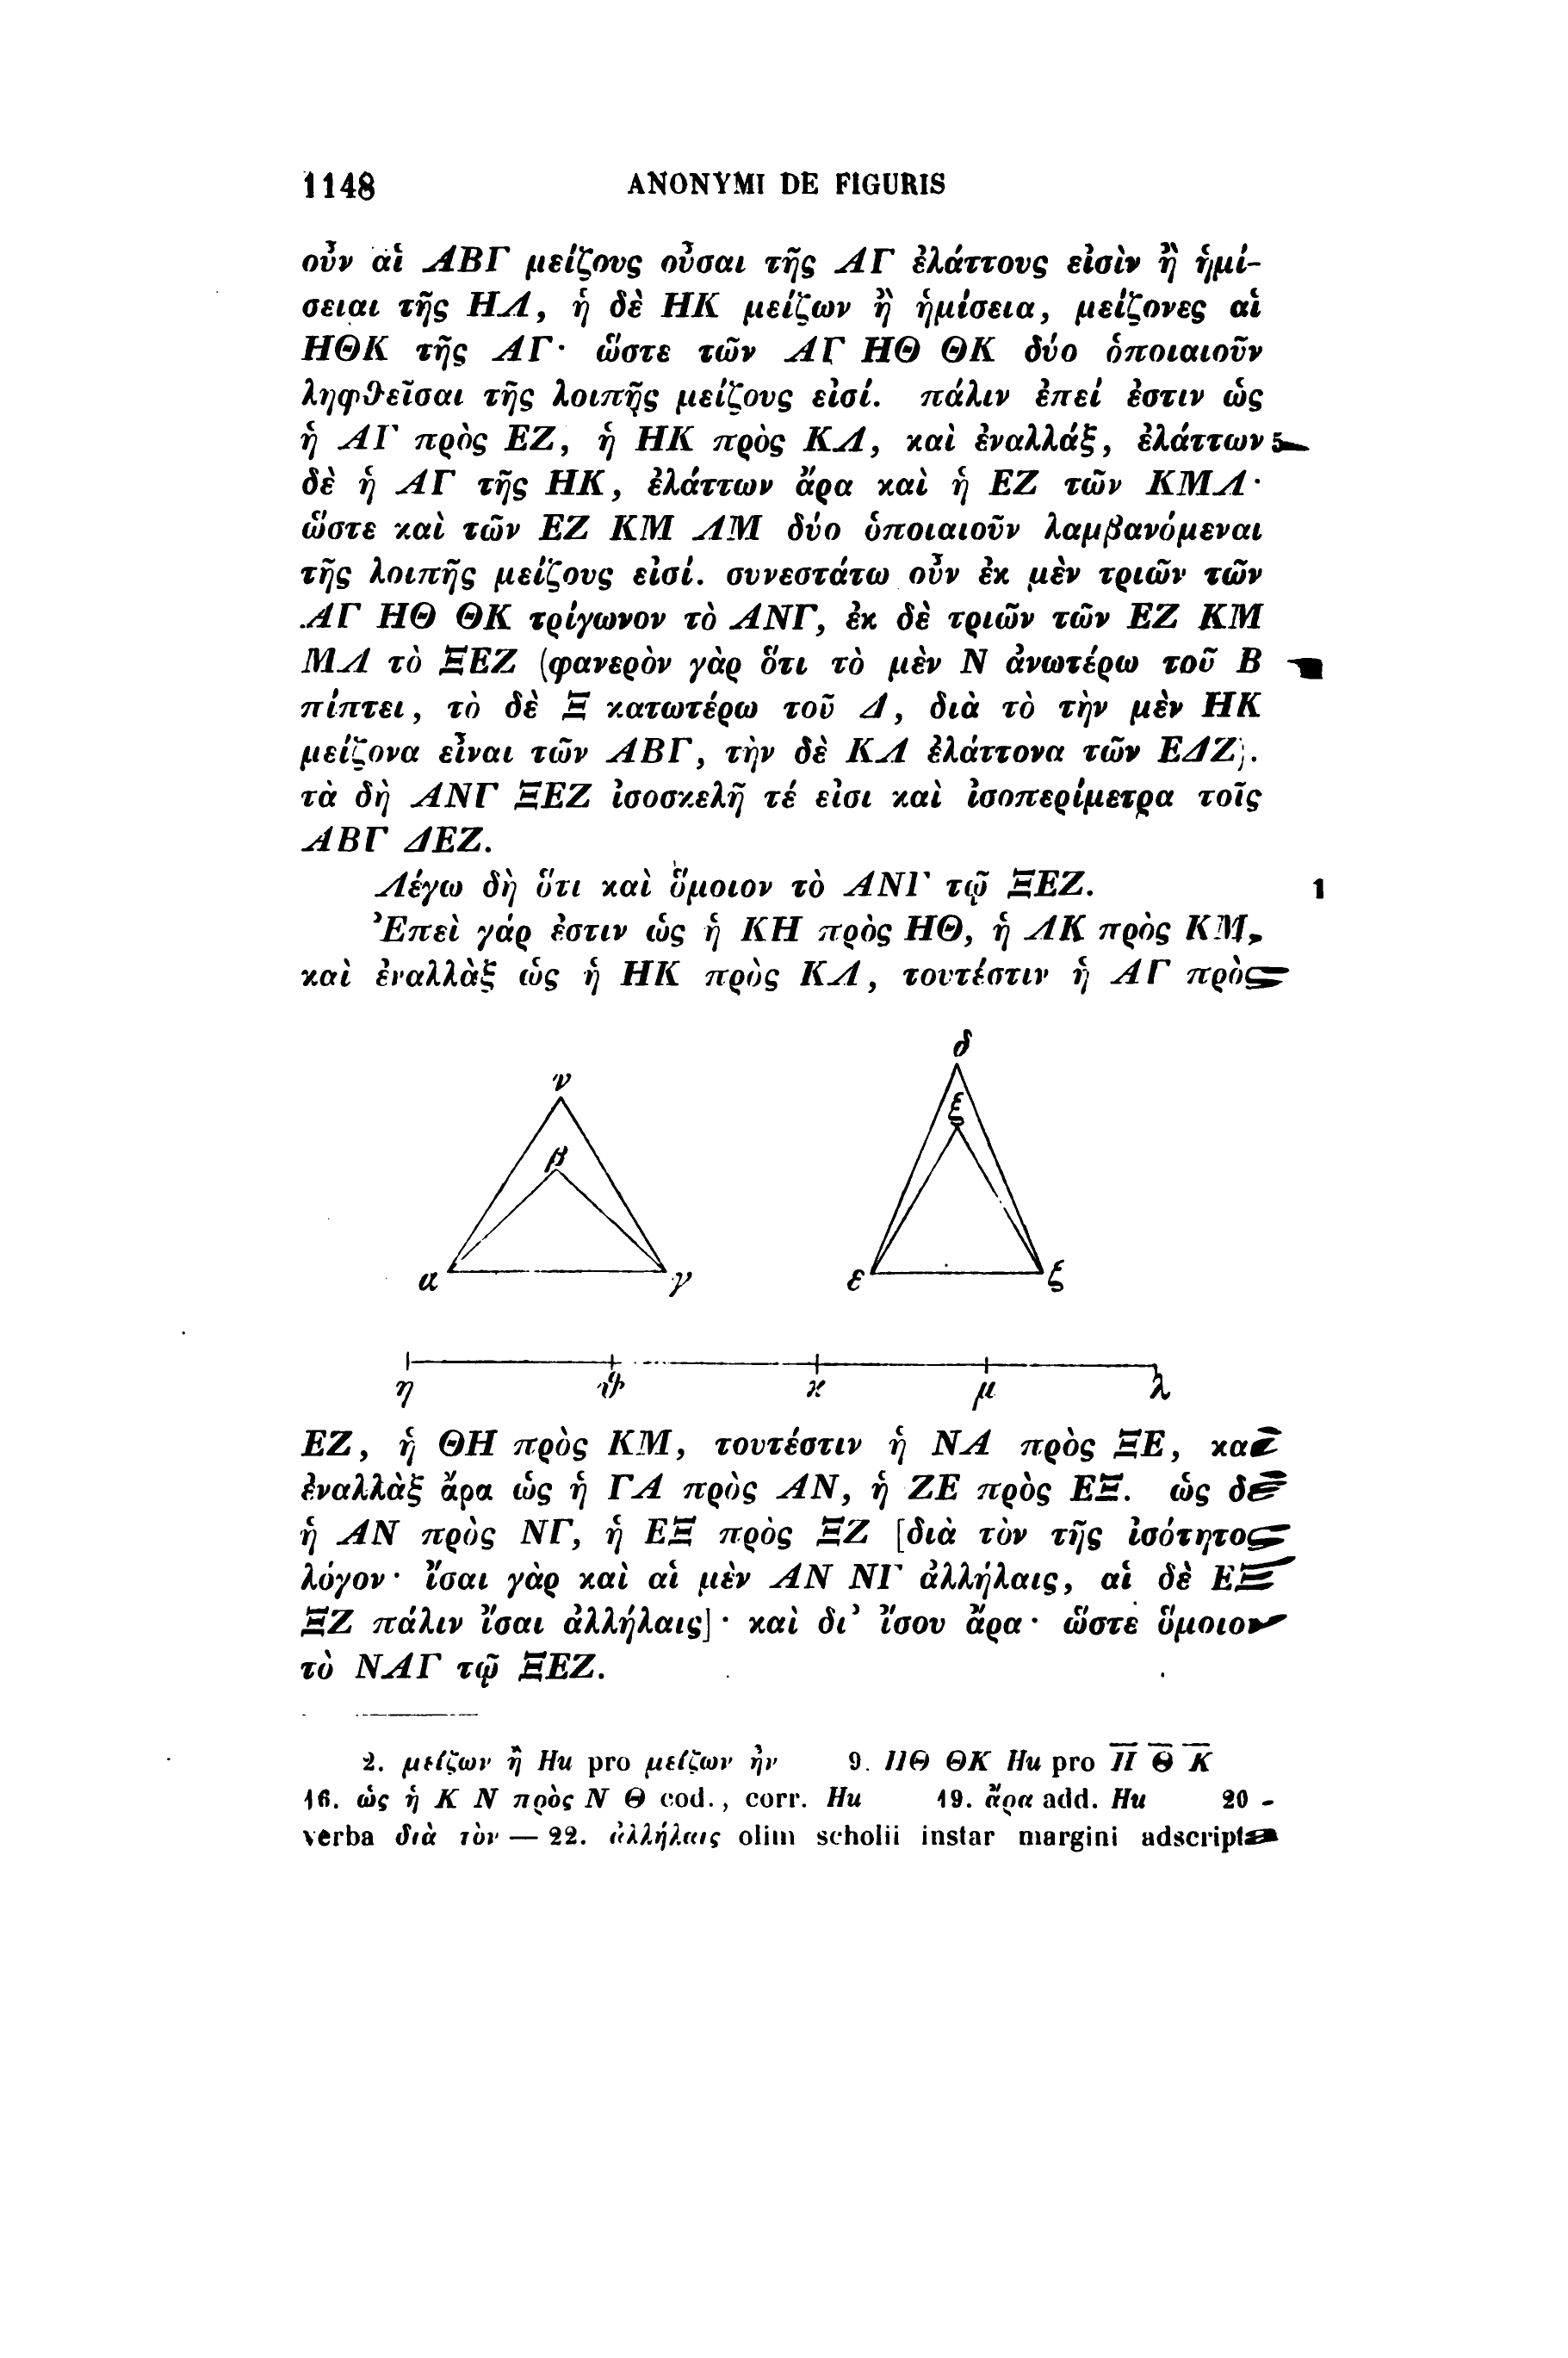 1148 ANONYMI DE FIGURIS
οὖν αἱ ΑΒΓ μείζους οὖσαι τῆς ΑΓ ἐλάττους εἰσὶν ἢ ἡμί-
σειαι τῆς ΗΛ, ἡ δὲ ΗΚ μείζων ἢ ἡμίσεια, μείζονες αἱ
ΗΘΚ τῆς ΑΓ· ὥστε τῶν ΑΓ ΗΘ ΘΚ δύο ὁποιαιοῦν
ληφθεῖσαι τῆς λοιπῆς μείζους εἰσί. πάλιν ἐπεί ἐστιν ὡς
ἡ ΑΓ πρὸς ΕΖ, ἡ ΗΚ πρὸς ΚΛ, καὶ ἐναλλάξ, ἐλάττων 5
δὲ ἡ ΑΓ τῆς ΗΚ, ἐλάττων ἄρα καὶ ἡ ΕΖ τῶν ΚΜΛ·
ὥστε καὶ τῶν ΕΖ ΚΜ ΛΜ δύο ὁποιαιοῦν λαμβανόμεναι
τῆς λοιπῆς μείζους εἰσί. συνεστάτω οὖν ἐκ μὲν τριῶν τῶν
ΑΓ ΗΘ ΘΚ τρίγωνον τὸ ΑΝΓ, ἐκ δὲ τριῶν τῶν ΕΖ ΚΜ
ΜΛ τὸ ΞΕΖ (φανερὸν γὰρ ὅτι τὸ μὲν Ν ἀνωτέρω τοῦ Β
πίπτει, τὸ δὲ Ξ κατωτέρω τοῦ Δ, διὰ τὸ τὴν μὲν ΗΚ
μείζονα εἶναι τῶν ΑΒΓ, τὴν δὲ ΚΛ ἐλάττονα τῶν ΕΔΖ).
τὰ δὴ ΑΝΓ ΞΕΖ ἰσοσκελῆ τέ εἰσι καὶ ἰσοπερίμετρα τοῖς
ΑΒΓ ΔΕΖ.
Λέγω δὴ ὅτι καὶ ὅμοιον τὸ ΑΝΓ τῷ ΞΕΖ. 1
Ἐπεὶ γάρ ἐστιν ὡς ἡ ΚΗ πρὸς ΗΘ, ἡ ΛΚ πρὸς ΚΜ,
καὶ ἐναλλὰξ ὡς ἡ ΗΚ πρὸς ΚΛ, τουτέστιν ἡ ΑΓ πρὸς
δ
ν
ξ
β
α γ ε ξ
η θ κ μ λ
ΕΖ, ἡ ΘΗ πρὸς ΚΜ, τουτέστιν ἡ ΝΑ πρὸς ΞΕ, καὶ
ἐναλλὰξ ἄρα ὡς ἡ ΓΑ πρὸς ΑΝ, ἡ ΖΕ πρὸς ΕΞ. ὡς δὲ
ἡ ΑΝ πρὸς ΝΓ, ἡ ΕΞ πρὸς ΞΖ [διὰ τὸν τῆς ἰσότητος
λόγον· ἴσαι γὰρ καὶ αἱ μὲν ΑΝ ΝΓ ἀλλήλαις, αἱ δὲ ΕΞ
ΞΖ πάλιν ἴσαι ἀλλήλαις]· καὶ δι’ ἴσου ἄρα· ὥστε ὅμοιον
τὸ ΝΑΓ τῷ ΞΕΖ.
2. μείζων ἢ Hu pro μείζων ἦν 9. ΗΘ ΘΚ Hu pro Η̅ Θ̅ Κ̅
16. ὡς ἡ Κ Ν πρὸς Ν Θ cod., corr. Hu 19. ἄρα add. Hu 20 -
verba διὰ τὸν — 22. ἀλλήλαις olim scholii instar margini adscripta